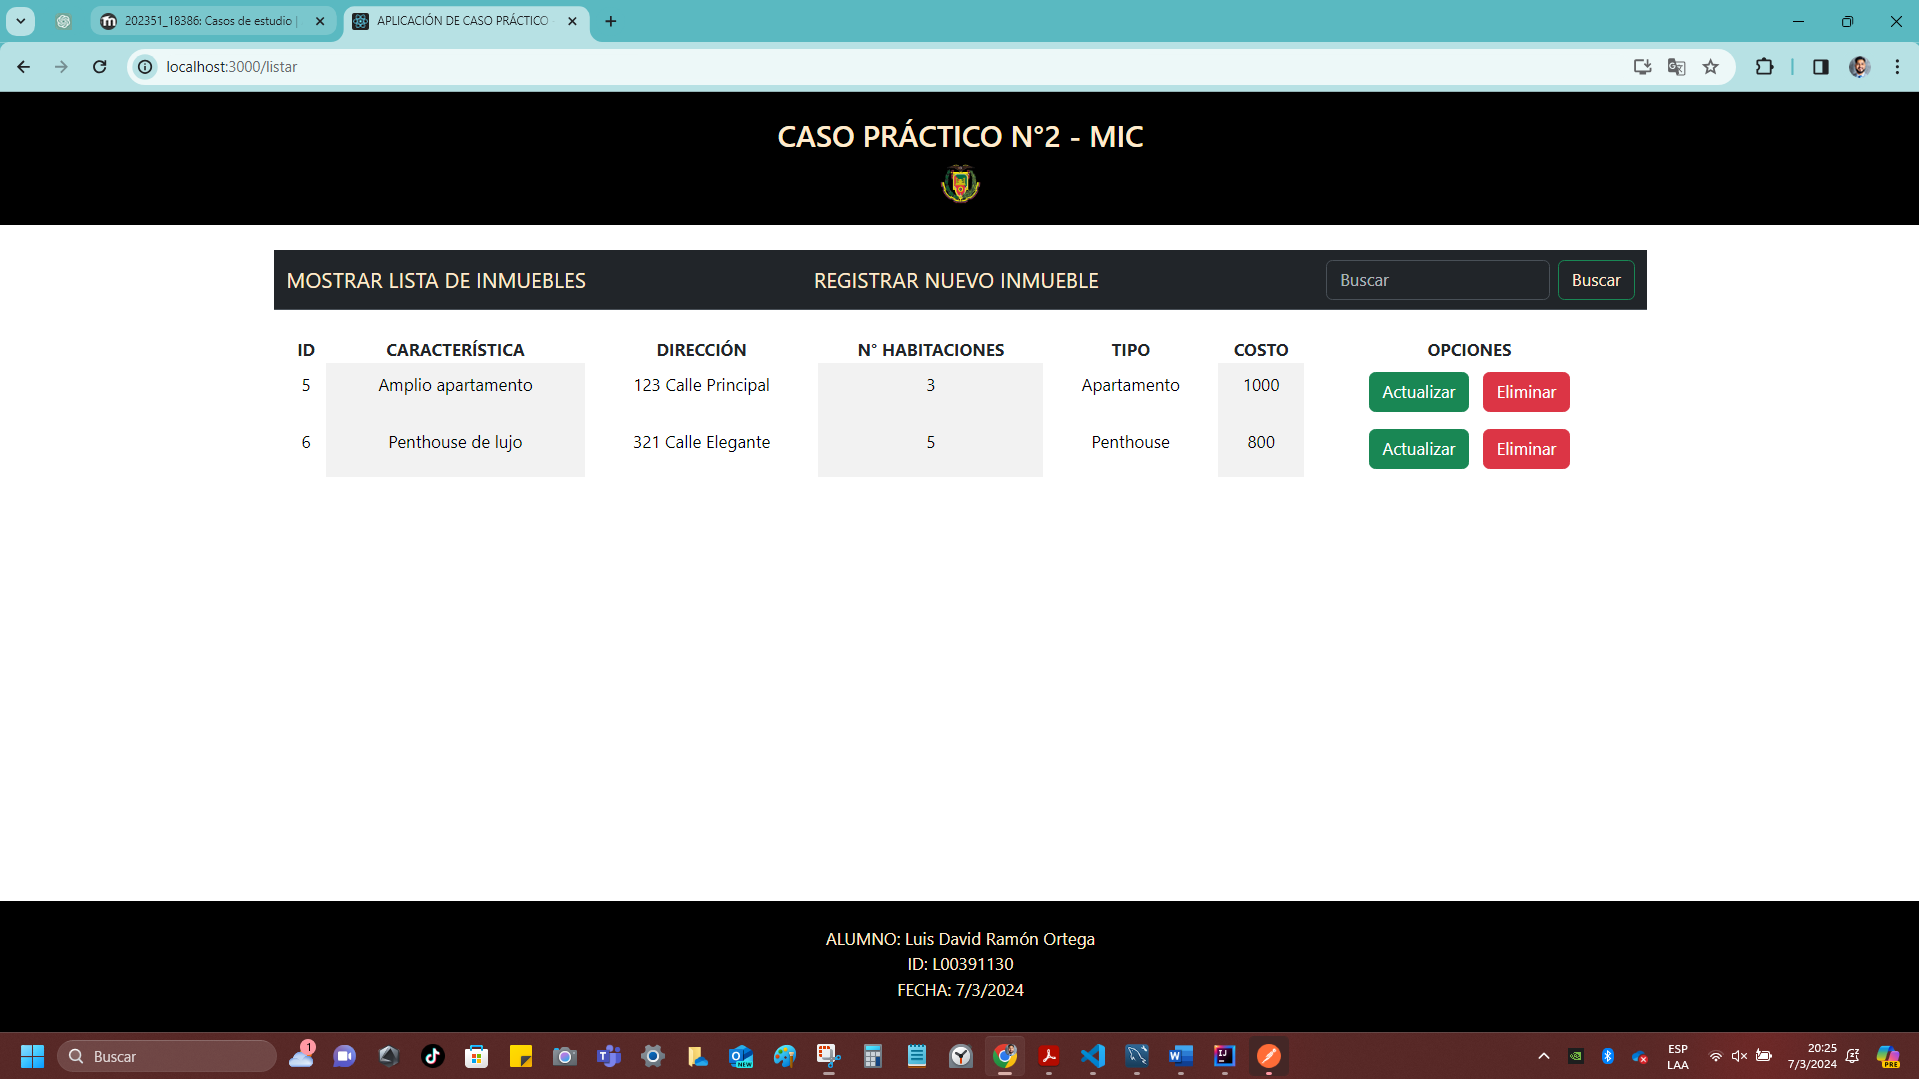 202351_18386: Casos de estudio |
APLICACIÓN DE CASO PRÁCTICO
localhost:3000/listar
CASO PRÁCTICO N°2 - MIC
MOSTRAR LISTA DE INMUEBLES
REGISTRAR NUEVO INMUEBLE
Buscar
Buscar
ID CARACTERÍSTICA DIRECCIÓN N° HABITACIONES TIPO COSTO OPCIONES
5 Amplio apartamento 123 Calle Principal 3 Apartamento 1000 Actualizar Eliminar
6 Penthouse de lujo 321 Calle Elegante 5 Penthouse 800 Actualizar Eliminar
ALUMNO: Luis David Ramón Ortega
ID: L00391130
FECHA: 7/3/2024
Buscar
1
NEW
ESP
LAA
20:25
7/3/2024
PRE